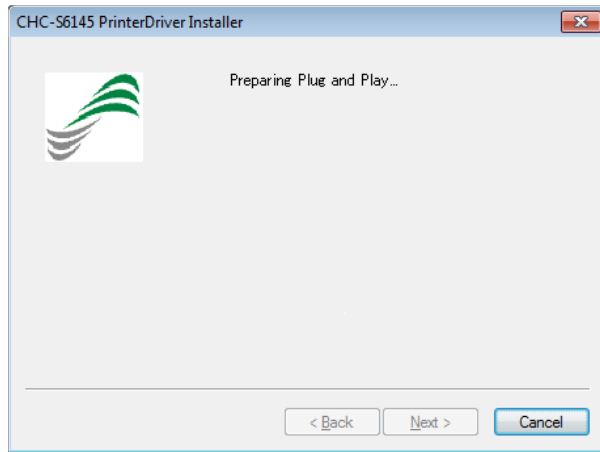 CHC-S6145 PrinterDriver Installer
Preparing Plug and Play...
< Back
Next >
Cancel